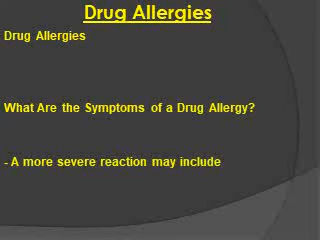 Drug Allergies
Drug Allergies
What Are the Symptoms of a Drug Allergy?
- A more severe reaction may include